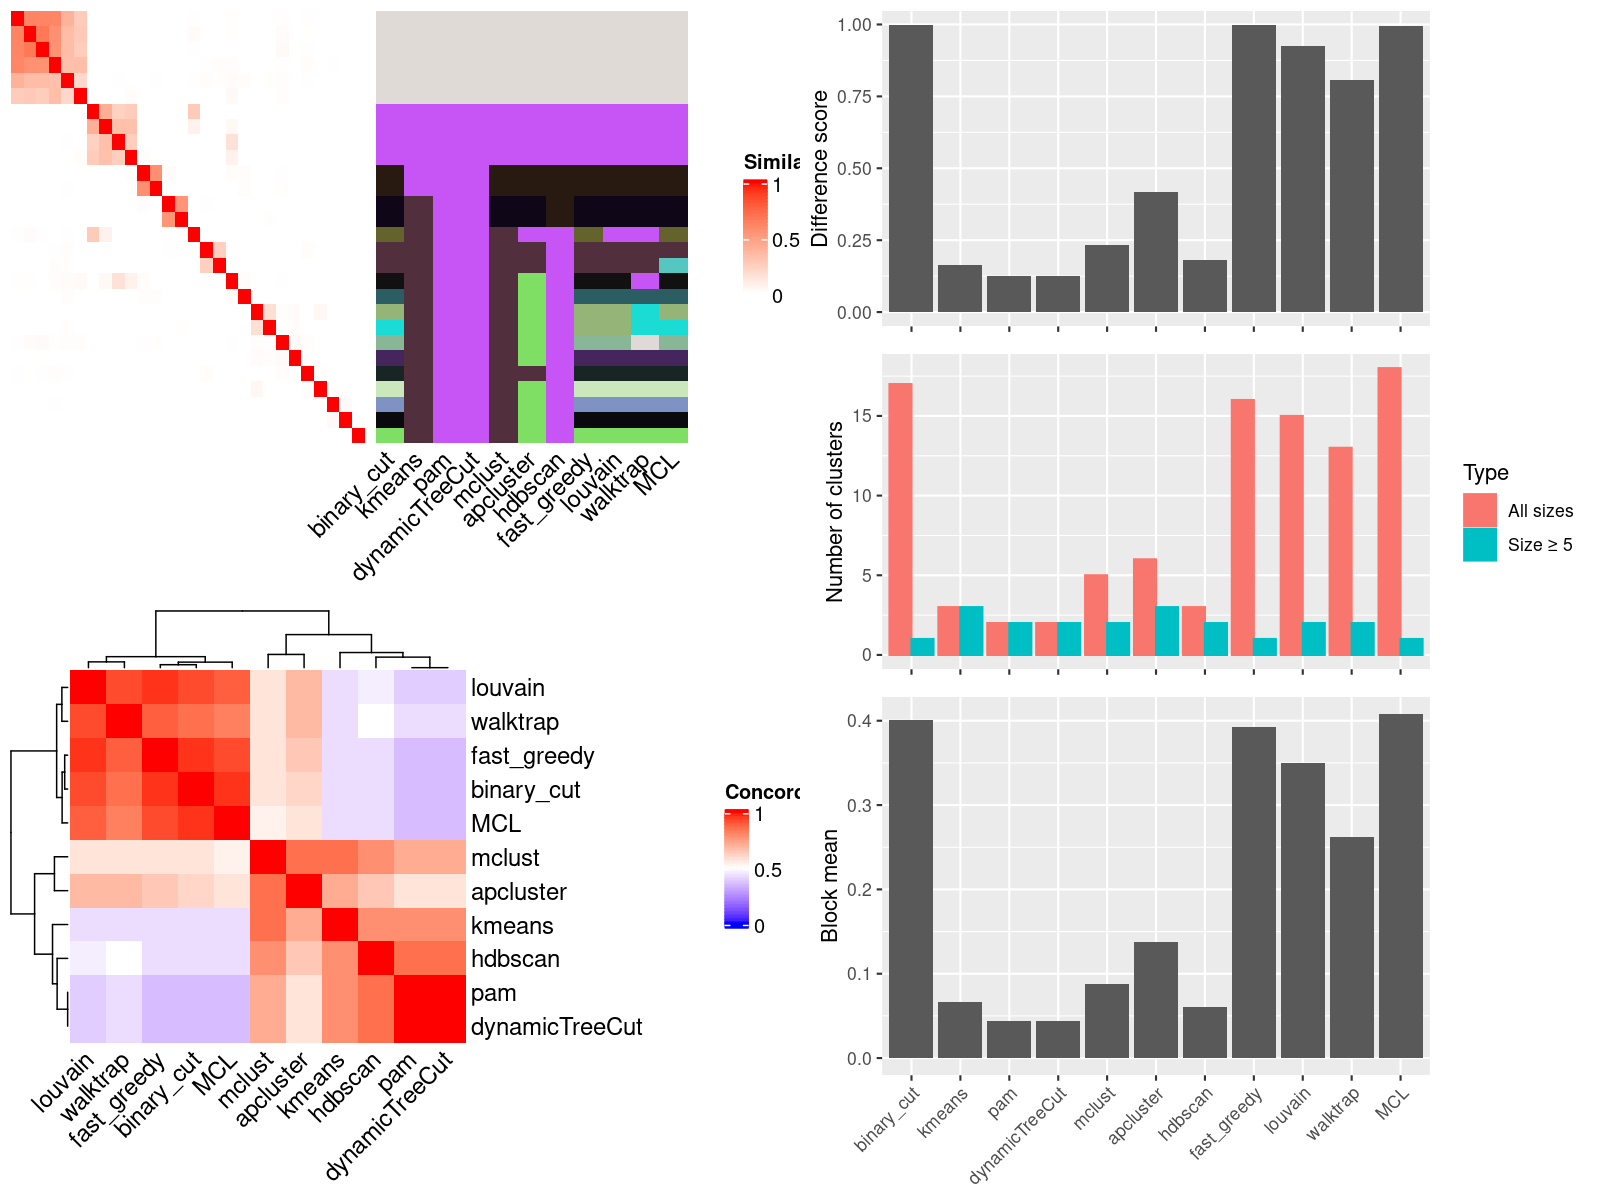 Simila
1
0.5
0
binary_cut
kmeans
pam
dynamicTreeCut
mclust
apcluster
hdbscan
fast_greedy
louvain
walktrap
MCL
louvain
walktrap
fast_greedy
binary_cut
MCL
mclust
apcluster
kmeans
hdbscan
pam
dynamicTreeCut
louvain
walktrap
fast_greedy
binary_cut
MCL
mclust
apcluster
kmeans
hdbscan
pam
dynamicTreeCut
Concord
1
0.5
0
Difference score
1.00
0.75
0.50
0.25
0.00
Number of clusters
15
10
5
0
Type
All sizes
Size ≥ 5
Block mean
0.4
0.3
0.2
0.1
0.0
binary_cut
kmeans
pam
dynamicTreeCut
mclust
apcluster
hdbscan
fast_greedy
louvain
walktrap
MCL